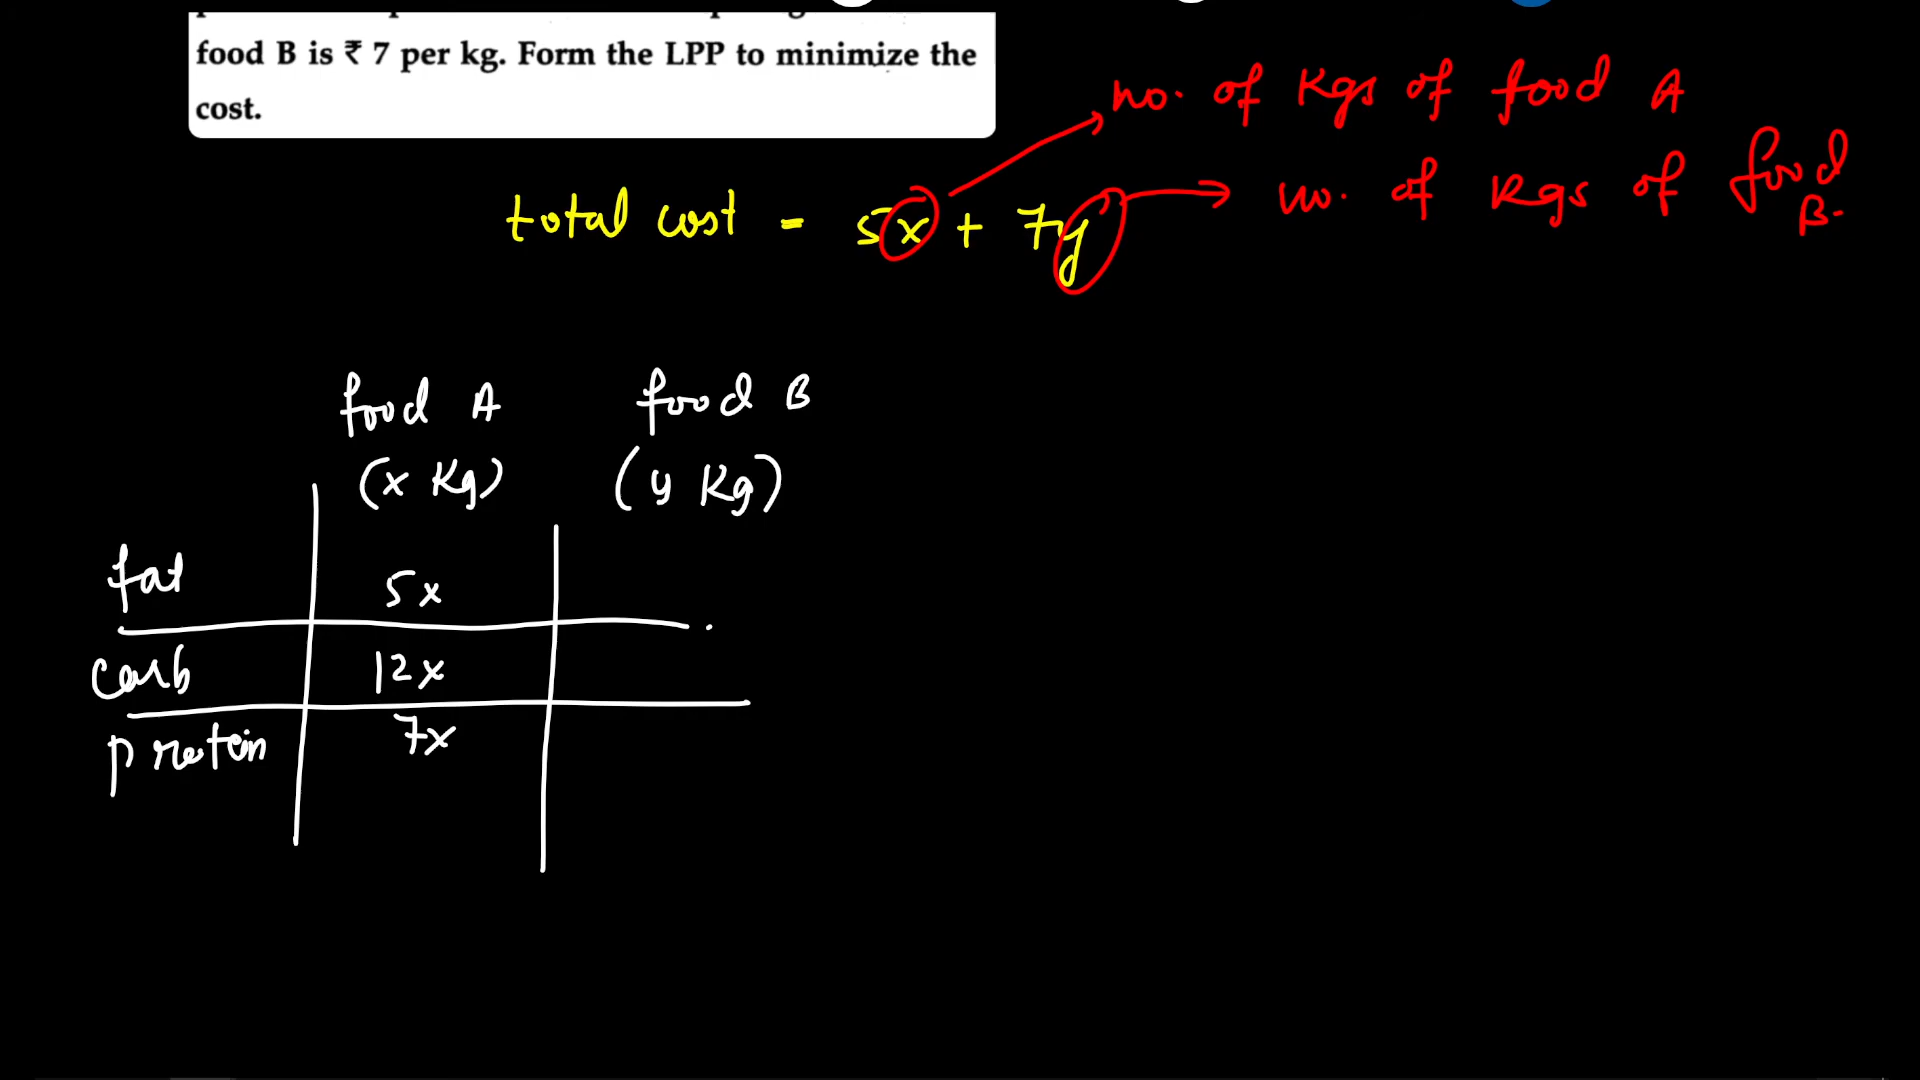 food B is ₹ 7 per kg. Form the LPP to minimize the
cost.
no. of Kgs of food A
total cost = 5x + 7y
no. of Kgs of food B.
food A food B
(x Kg) (y Kg)
fat 5x
carb 12x
protein 7x